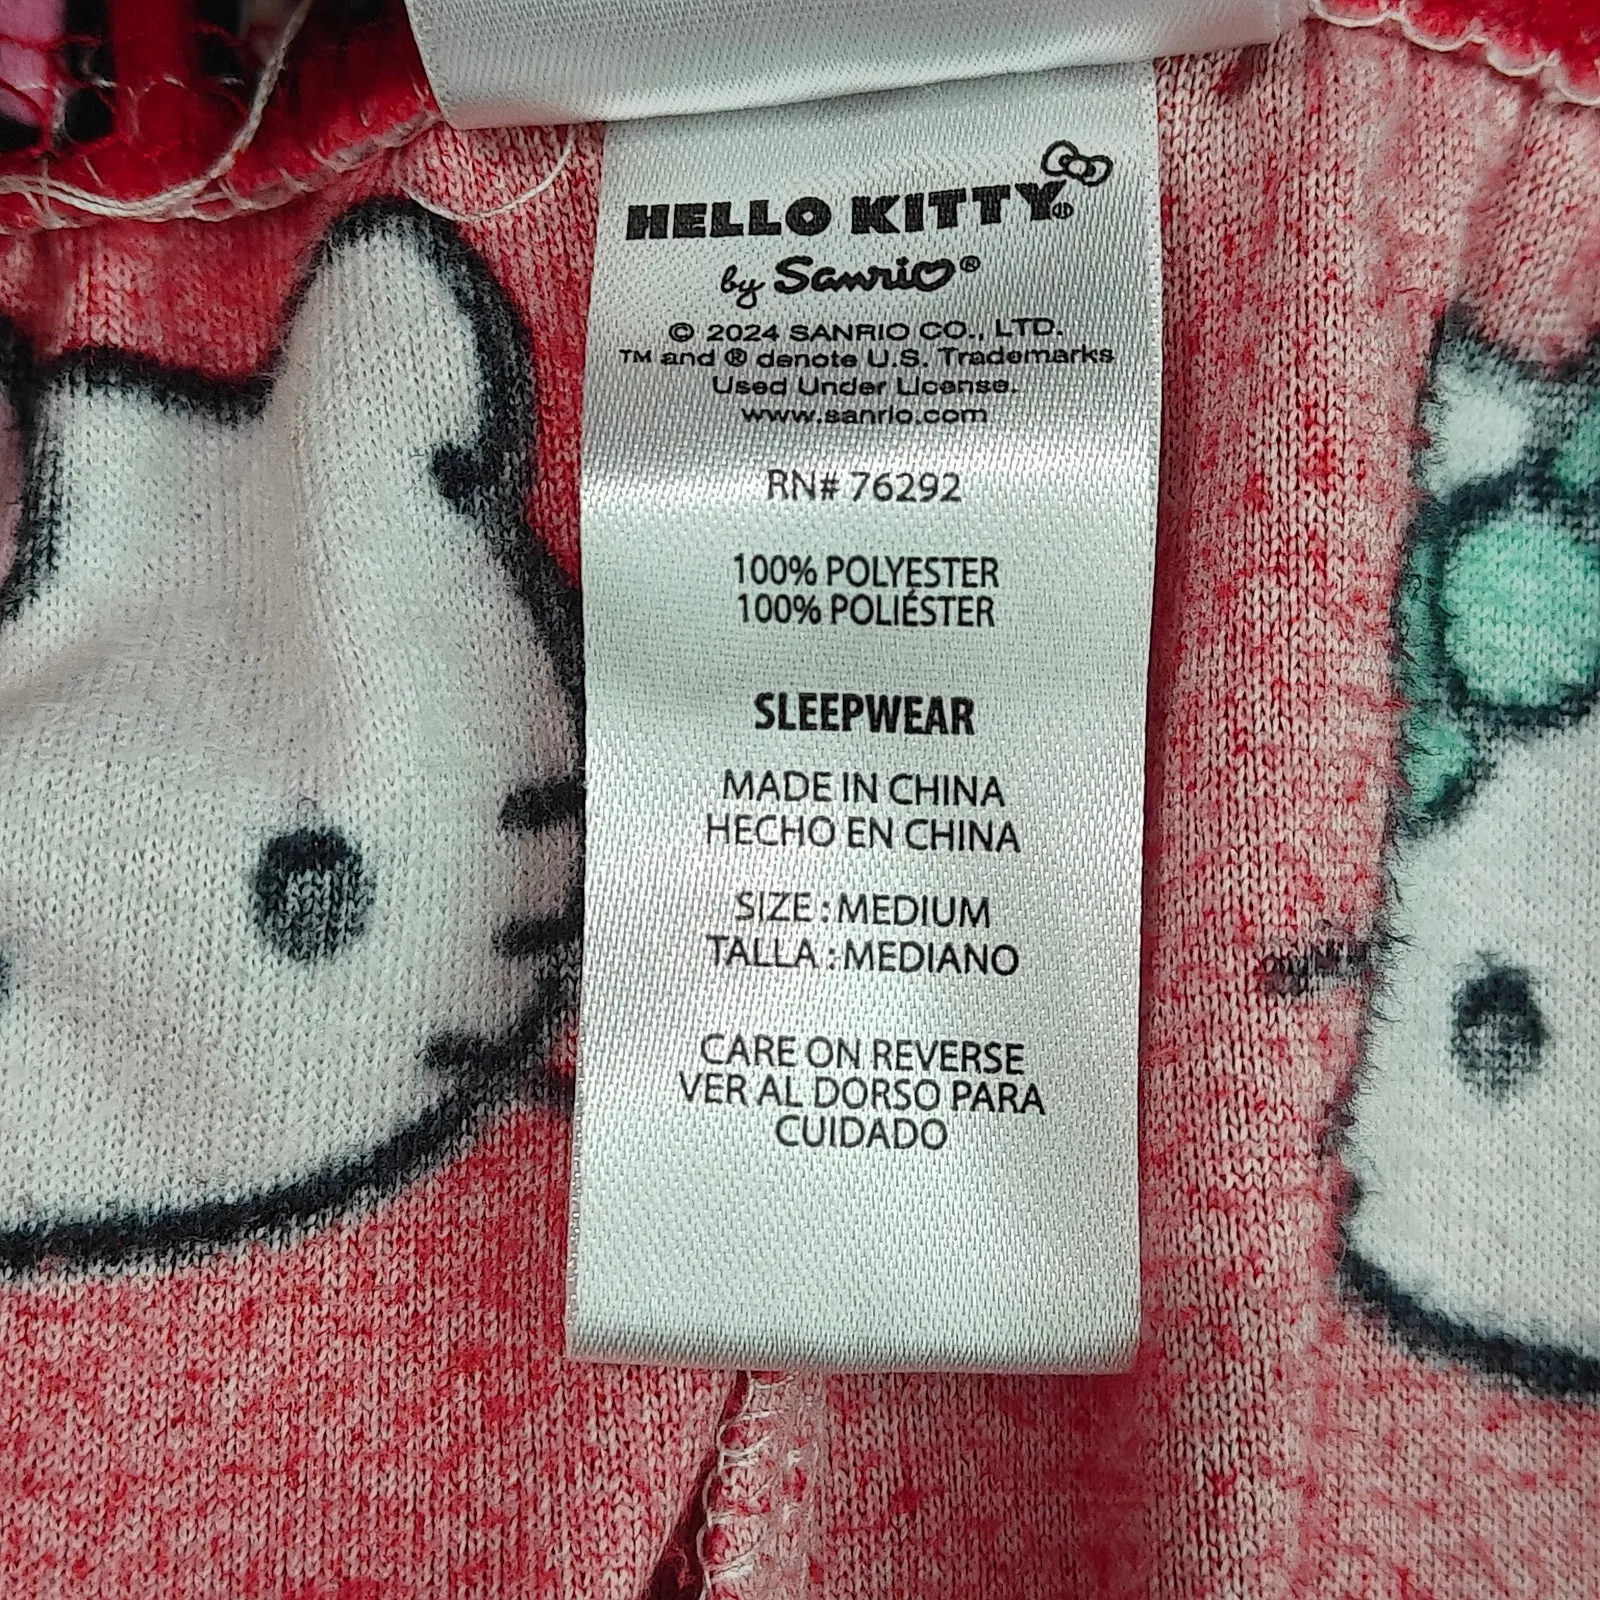 HELLO KITTY®
by Sanrio®
© 2024 SANRIO CO., LTD.
TM and ® denote U.S. Trademarks
Used Under License.
www.sanrio.com
RN# 76292
100% POLYESTER
100% POLIÉSTER
SLEEPWEAR
MADE IN CHINA
HECHO EN CHINA
SIZE : MEDIUM
TALLA : MEDIANO
CARE ON REVERSE
VER AL DORSO PARA
CUIDADO